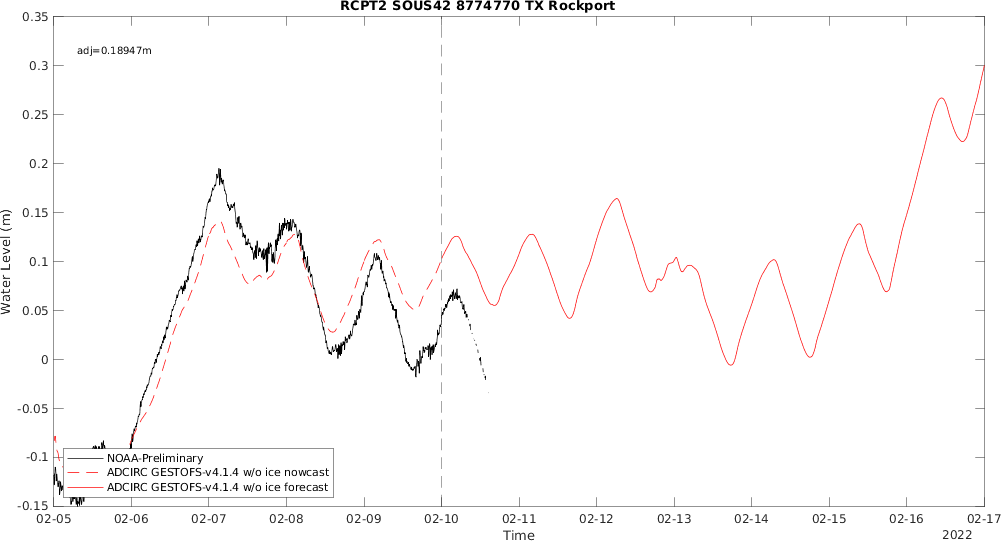 RCPT2 SOUS42 8774770 TX Rockport
adj=0.18947m
0.35
0.3
0.25
0.2
0.15
0.1
0.05
0
-0.05
-0.1
-0.15
Water Level (m)
NOAA-Preliminary
ADCIRC GESTOFS-v4.1.4 w/o ice nowcast
ADCIRC GESTOFS-v4.1.4 w/o ice forecast
02-05 02-06 02-07 02-08 02-09 02-10 02-11 02-12 02-13 02-14 02-15 02-16 02-17
Time
2022